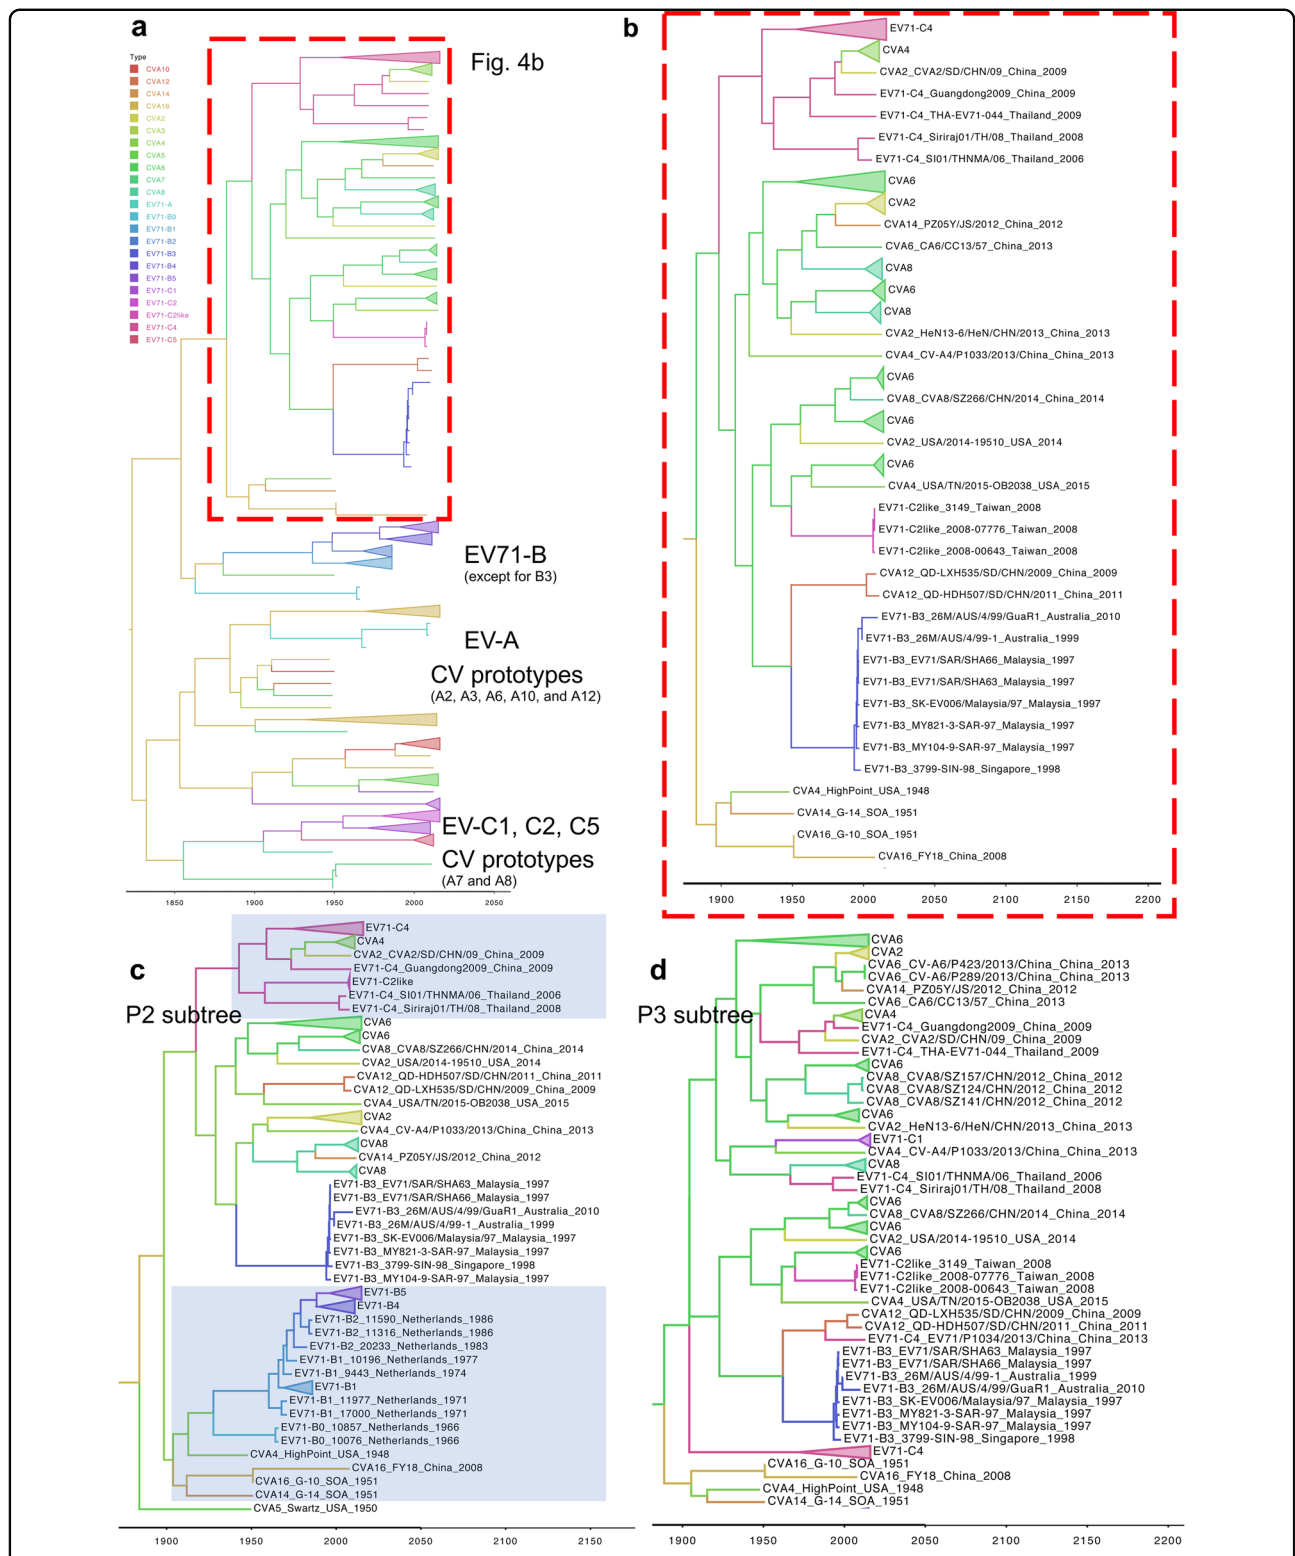 a
Type
CVA10
CVA12
CVA14
CVA16
CVA2
CVA3
CVA4
CVA5
CVA6
CVA7
CVA8
EV71-A
EV71-B0
EV71-B1
EV71-B2
EV71-B3
EV71-B4
EV71-B5
EV71-C1
EV71-C2
EV71-C2like
EV71-C4
EV71-C5
Fig. 4b
EV71-B
(except for B3)
EV-A
CV prototypes
(A2, A3, A6, A10, and A12)
EV-C1, C2, C5
CV prototypes
(A7 and A8)
1850 1900 1950 2000 2050
b
EV71-C4
CVA4
CVA2_CVA2/SD/CHN/09_China_2009
EV71-C4_Guangdong2009_China_2009
EV71-C4_THA-EV71-044_Thailand_2009
EV71-C4_Siriraj01/TH/08_Thailand_2008
EV71-C4_SI01/THNMA/06_Thailand_2006
CVA6
CVA2
CVA14_PZ05Y/JS/2012_China_2012
CVA6_CA6/CC13/57_China_2013
CVA8
CVA6
CVA8
CVA2_HeN13-6/HeN/CHN/2013_China_2013
CVA4_CV-A4/P1033/2013/China_China_2013
CVA6
CVA8_CVA8/SZ266/CHN/2014_China_2014
CVA6
CVA2_USA/2014-19510_USA_2014
CVA6
CVA4_USA/TN/2015-OB2038_USA_2015
EV71-C2like_3149_Taiwan_2008
EV71-C2like_2008-07776_Taiwan_2008
EV71-C2like_2008-00643_Taiwan_2008
CVA12_QD-LXH535/SD/CHN/2009_China_2009
CVA12_QD-HDH507/SD/CHN/2011_China_2011
EV71-B3_26M/AUS/4/99/GuaR1_Australia_2010
EV71-B3_26M/AUS/4/99-1_Australia_1999
EV71-B3_EV71/SAR/SHA66_Malaysia_1997
EV71-B3_EV71/SAR/SHA63_Malaysia_1997
EV71-B3_SK-EV006/Malaysia/97_Malaysia_1997
EV71-B3_MY821-3-SAR-97_Malaysia_1997
EV71-B3_MY104-9-SAR-97_Malaysia_1997
EV71-B3_3799-SIN-98_Singapore_1998
CVA4_HighPoint_USA_1948
CVA14_G-14_SOA_1951
CVA16_G-10_SOA_1951
CVA16_FY18_China_2008
1900 1950 2000 2050 2100 2150 2200
c
P2 subtree
EV71-C4
CVA4
CVA2_CVA2/SD/CHN/09_China_2009
EV71-C4_Guangdong2009_China_2009
EV71-C2like
EV71-C4_SI01/THNMA/06_Thailand_2006
EV71-C4_Siriraj01/TH/08_Thailand_2008
CVA6
CVA6
CVA8_CVA8/SZ266/CHN/2014_China_2014
CVA2_USA/2014-19510_USA_2014
CVA12_QD-HDH507/SD/CHN/2011_China_2011
CVA12_QD-LXH535/SD/CHN/2009_China_2009
CVA4_USA/TN/2015-OB2038_USA_2015
CVA2
CVA4_CV-A4/P1033/2013/China_China_2013
CVA8
CVA14_PZ05Y/JS/2012_China_2012
CVA8
EV71-B3_EV71/SAR/SHA63_Malaysia_1997
EV71-B3_EV71/SAR/SHA66_Malaysia_1997
EV71-B3_26M/AUS/4/99/GuaR1_Australia_2010
EV71-B3_26M/AUS/4/99-1_Australia_1999
EV71-B3_SK-EV006/Malaysia/97_Malaysia_1997
EV71-B3_MY821-3-SAR-97_Malaysia_1997
EV71-B3_3799-SIN-98_Singapore_1998
EV71-B3_MY104-9-SAR-97_Malaysia_1997
EV71-B5
EV71-B4
EV71-B2_11590_Netherlands_1986
EV71-B2_11316_Netherlands_1986
EV71-B2_20233_Netherlands_1983
EV71-B1_10196_Netherlands_1977
EV71-B1_9443_Netherlands_1974
EV71-B1
EV71-B1_11977_Netherlands_1971
EV71-B1_17000_Netherlands_1971
EV71-B0_10857_Netherlands_1966
EV71-B0_10076_Netherlands_1966
CVA4_HighPoint_USA_1948
CVA16_FY18_China_2008
CVA16_G-10_SOA_1951
CVA14_G-14_SOA_1951
CVA5_Swartz_USA_1950
1900 1950 2000 2050 2100 2150
d
P3 subtree
CVA6
CVA2
CVA6_CV-A6/P423/2013/China_China_2013
CVA6_CV-A6/P289/2013/China_China_2013
CVA14_PZ05Y/JS/2012_China_2012
CVA6_CA6/CC13/57_China_2013
CVA4
EV71-C4_Guangdong2009_China_2009
CVA2_CVA2/SD/CHN/09_China_2009
EV71-C4_THA-EV71-044_Thailand_2009
CVA6
CVA8_CVA8/SZ157/CHN/2012_China_2012
CVA8_CVA8/SZ124/CHN/2012_China_2012
CVA8_CVA8/SZ141/CHN/2012_China_2012
CVA6
CVA2_HeN13-6/HeN/CHN/2013_China_2013
EV71-C1
CVA4_CV-A4/P1033/2013/China_China_2013
CVA8
EV71-C4_SI01/THNMA/06_Thailand_2006
EV71-C4_Siriraj01/TH/08_Thailand_2008
CVA6
CVA8_CVA8/SZ266/CHN/2014_China_2014
CVA6
CVA2_USA/2014-19510_USA_2014
CVA6
EV71-C2like_3149_Taiwan_2008
EV71-C2like_2008-07776_Taiwan_2008
EV71-C2like_2008-00643_Taiwan_2008
CVA4_USA/TN/2015-OB2038_USA_2015
CVA12_QD-LXH535/SD/CHN/2009_China_2009
CVA12_QD-HDH507/SD/CHN/2011_China_2011
EV71-C4_EV71/P1034/2013/China_China_2013
EV71-B3_EV71/SAR/SHA63_Malaysia_1997
EV71-B3_EV71/SAR/SHA66_Malaysia_1997
EV71-B3_26M/AUS/4/99-1_Australia_1999
EV71-B3_26M/AUS/4/99/GuaR1_Australia_2010
EV71-B3_SK-EV006/Malaysia/97_Malaysia_1997
EV71-B3_MY821-3-SAR-97_Malaysia_1997
EV71-B3_MY104-9-SAR-97_Malaysia_1997
EV71-B3_3799-SIN-98_Singapore_1998
EV71-C4
CVA16_G-10_SOA_1951
CVA16_FY18_China_2008
CVA4_HighPoint_USA_1948
CVA14_G-14_SOA_1951
1900 1950 2000 2050 2100 2150 2200